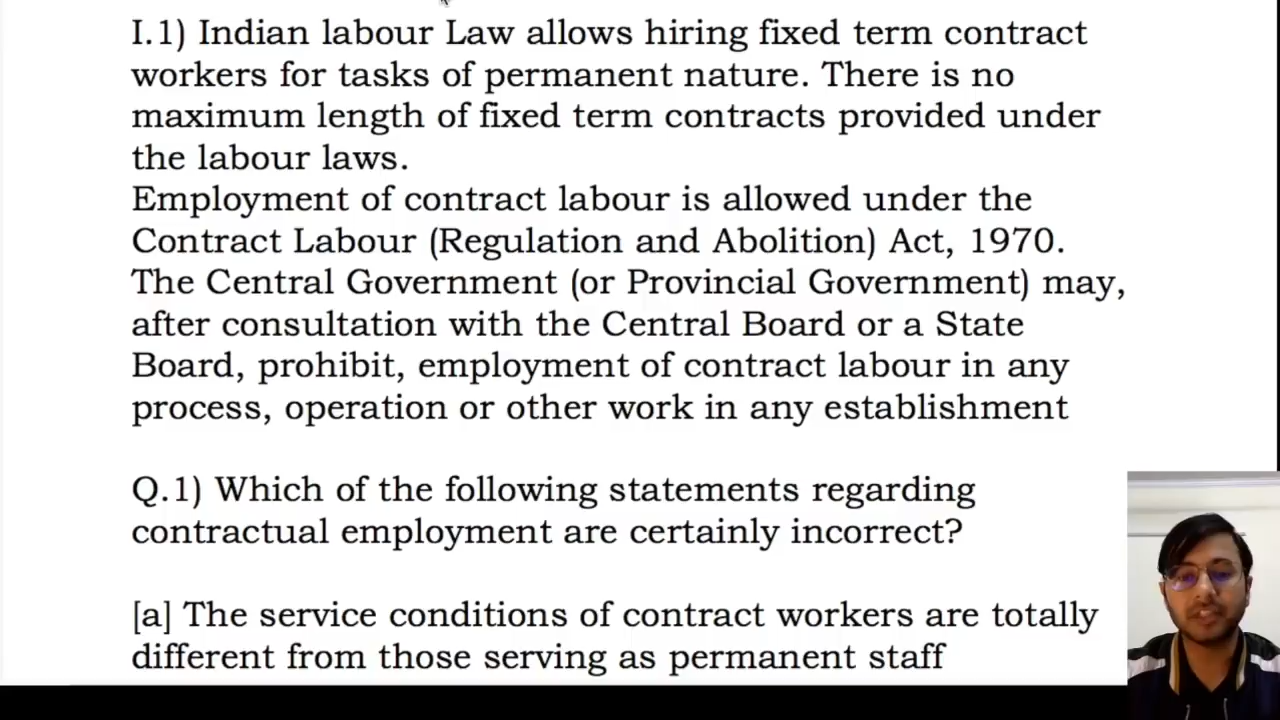 I.1) Indian labour Law allows hiring fixed term contract
workers for tasks of permanent nature. There is no
maximum length of fixed term contracts provided under
the labour laws.
Employment of contract labour is allowed under the
Contract Labour (Regulation and Abolition) Act, 1970.
The Central Government (or Provincial Government) may,
after consultation with the Central Board or a State
Board, prohibit, employment of contract labour in any
process, operation or other work in any establishment
Q.1) Which of the following statements regarding
contractual employment are certainly incorrect?
[a] The service conditions of contract workers are totally
different from those serving as permanent staff